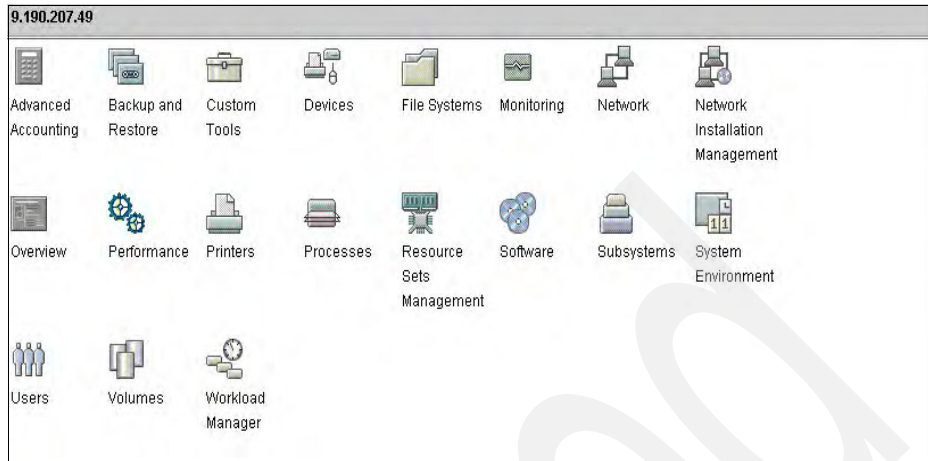 9.190.207.49
Advanced Accounting
Backup and Restore
Custom Tools
Devices
File Systems
Monitoring
Network
Network Installation Management
Overview
Performance
Printers
Processes
Resource Sets Management
Software
Subsystems
System Environment
Users
Volumes
Workload Manager